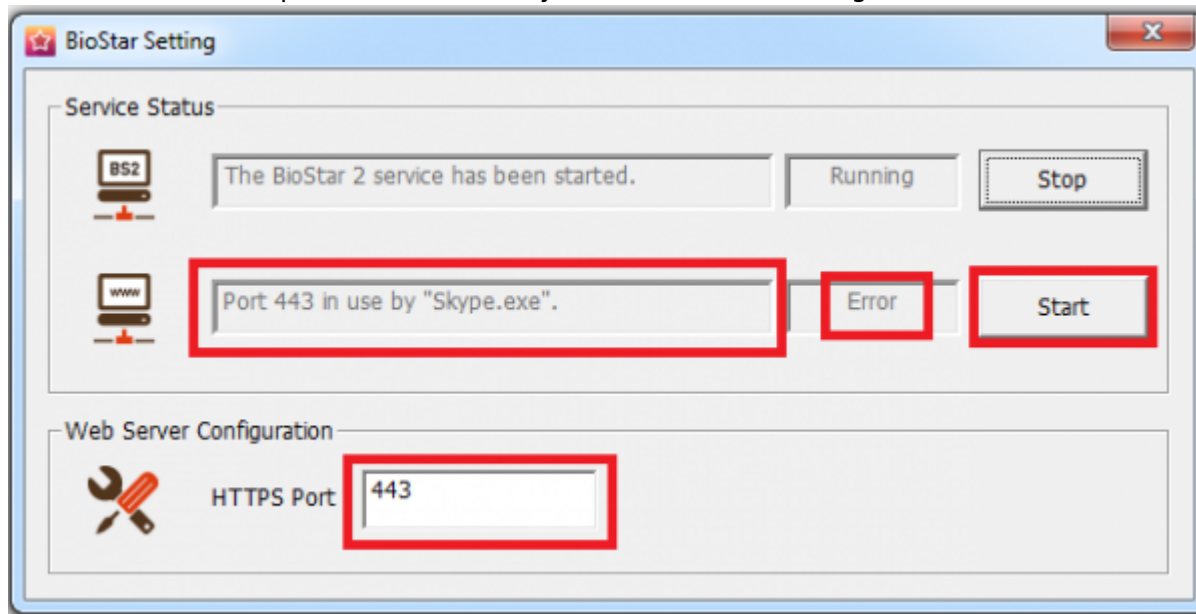 BioStar Setting
Service Status
BS2
The BioStar 2 service has been started. Running Stop
www
Port 443 in use by "Skype.exe". Error Start
Web Server Configuration
HTTPS Port 443